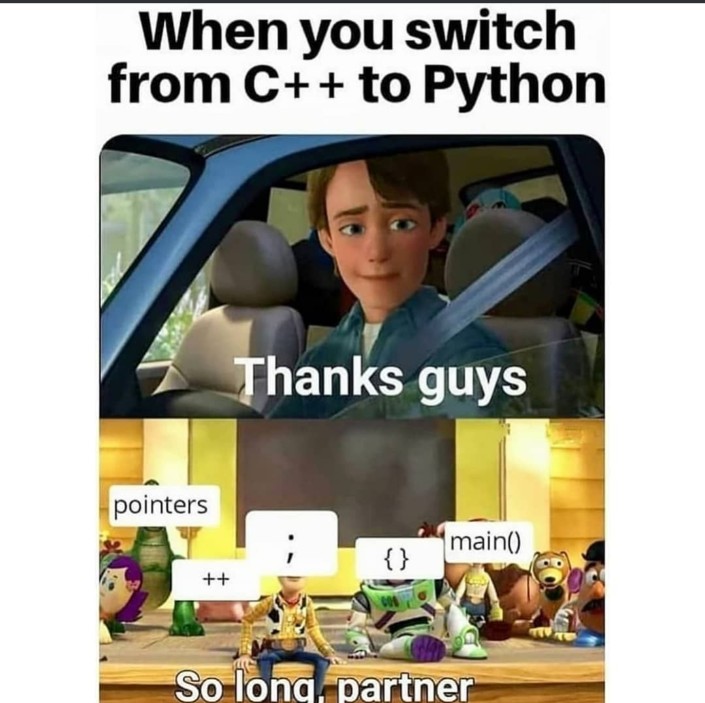 When you switch
from C++ to Python
Thanks guys
pointers
;
main()
{}
++
So long, partner